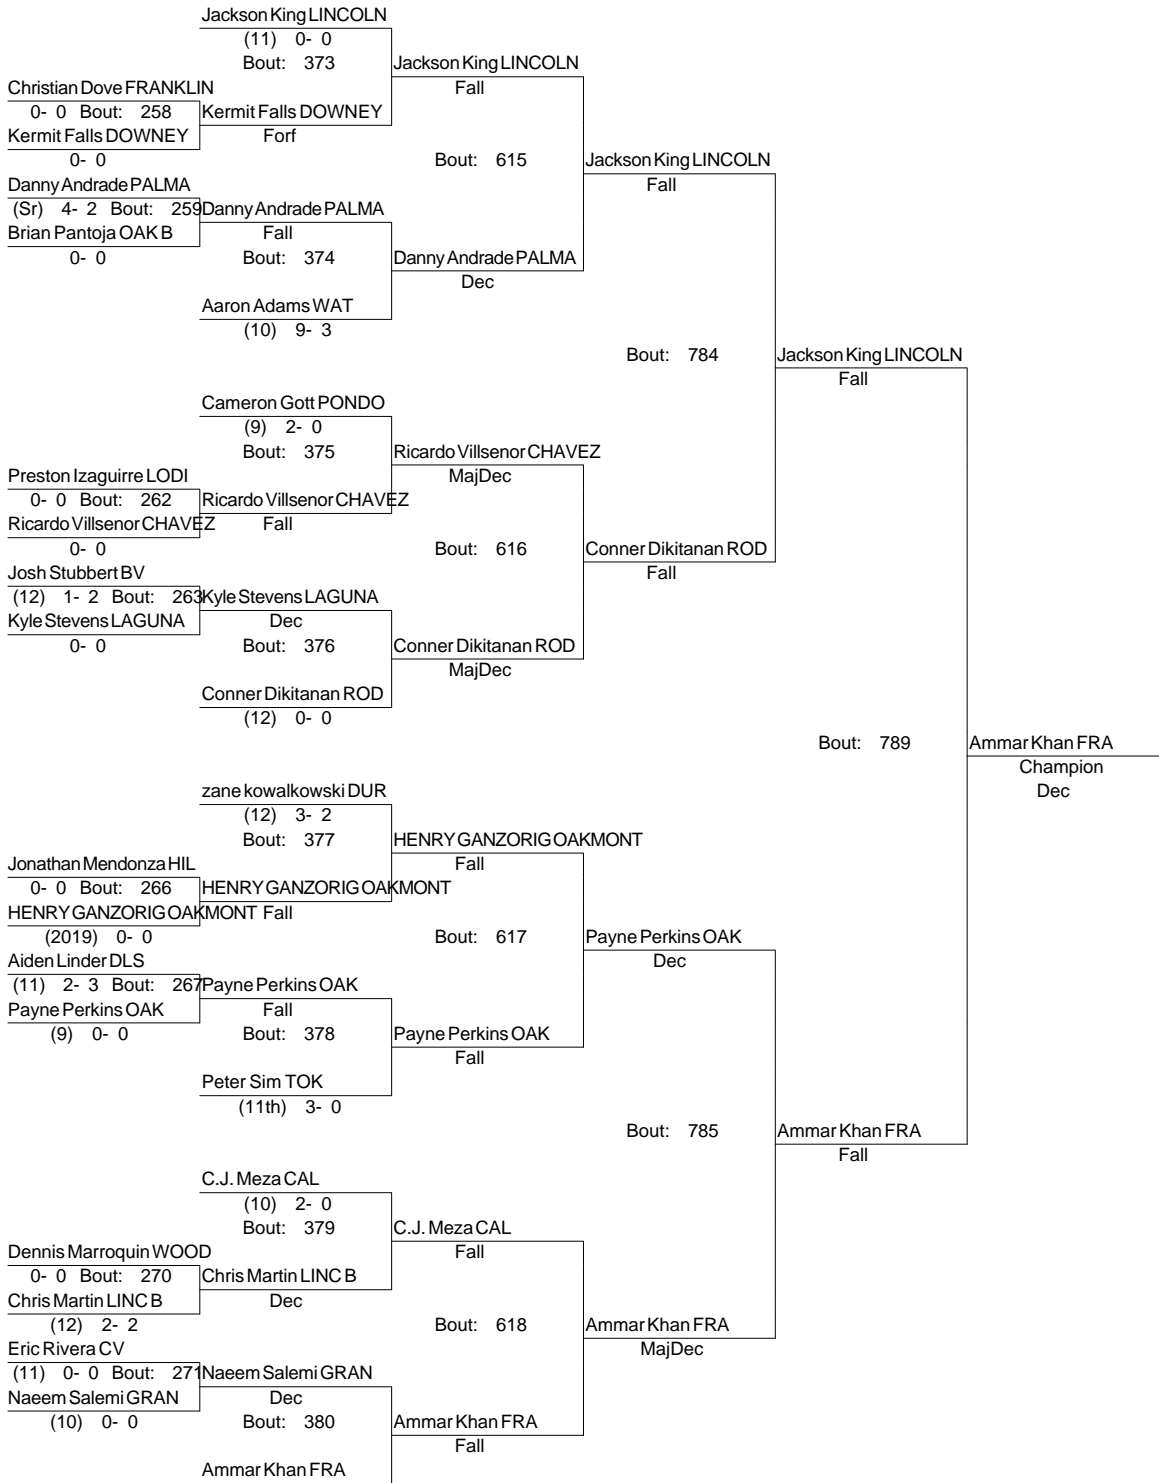 Jackson King LINCOLN
(11) 0- 0
Bout: 373
Jackson King LINCOLN
Fall
Christian Dove FRANKLIN
0- 0 Bout: 258
Kermit Falls DOWNEY
Forf
Kermit Falls DOWNEY
0- 0
Bout: 615
Jackson King LINCOLN
Fall
Danny Andrade PALMA
(Sr) 4- 2 Bout: 259
Danny Andrade PALMA
Fall
Brian Pantoja OAK B
0- 0
Bout: 374
Danny Andrade PALMA
Dec
Aaron Adams WAT
(10) 9- 3
Bout: 784
Jackson King LINCOLN
Fall
Cameron Gott PONDO
(9) 2- 0
Bout: 375
Ricardo Villsenor CHAVEZ
MajDec
Preston Izaguirre LODI
0- 0 Bout: 262
Ricardo Villsenor CHAVEZ
Fall
Ricardo Villsenor CHAVEZ
0- 0
Bout: 616
Conner Dikitanan ROD
Fall
Josh Stubbert BV
(12) 1- 2 Bout: 263
Kyle Stevens LAGUNA
Dec
Kyle Stevens LAGUNA
0- 0
Bout: 376
Conner Dikitanan ROD
MajDec
Conner Dikitanan ROD
(12) 0- 0
Bout: 789
Ammar Khan FRA
Champion
Dec
zane kowalkowski DUR
(12) 3- 2
Bout: 377
HENRY GANZORIG OAKMONT
Fall
Jonathan Mendonza HIL
0- 0 Bout: 266
HENRY GANZORIG OAKMONT
Fall
HENRY GANZORIG OAKMONT
(2019) 0- 0
Bout: 617
Payne Perkins OAK
Dec
Aiden Linder DLS
(11) 2- 3 Bout: 267
Payne Perkins OAK
Fall
Payne Perkins OAK
(9) 0- 0
Bout: 378
Payne Perkins OAK
Fall
Peter Sim TOK
(11th) 3- 0
Bout: 785
Ammar Khan FRA
Fall
C.J. Meza CAL
(10) 2- 0
Bout: 379
C.J. Meza CAL
Fall
Dennis Marroquin WOOD
0- 0 Bout: 270
Chris Martin LINC B
Dec
Chris Martin LINC B
(12) 2- 2
Bout: 618
Ammar Khan FRA
MajDec
Eric Rivera CV
(11) 0- 0 Bout: 271
Naeem Salemi GRAN
Dec
Naeem Salemi GRAN
(10) 0- 0
Bout: 380
Ammar Khan FRA
Fall
Ammar Khan FRA